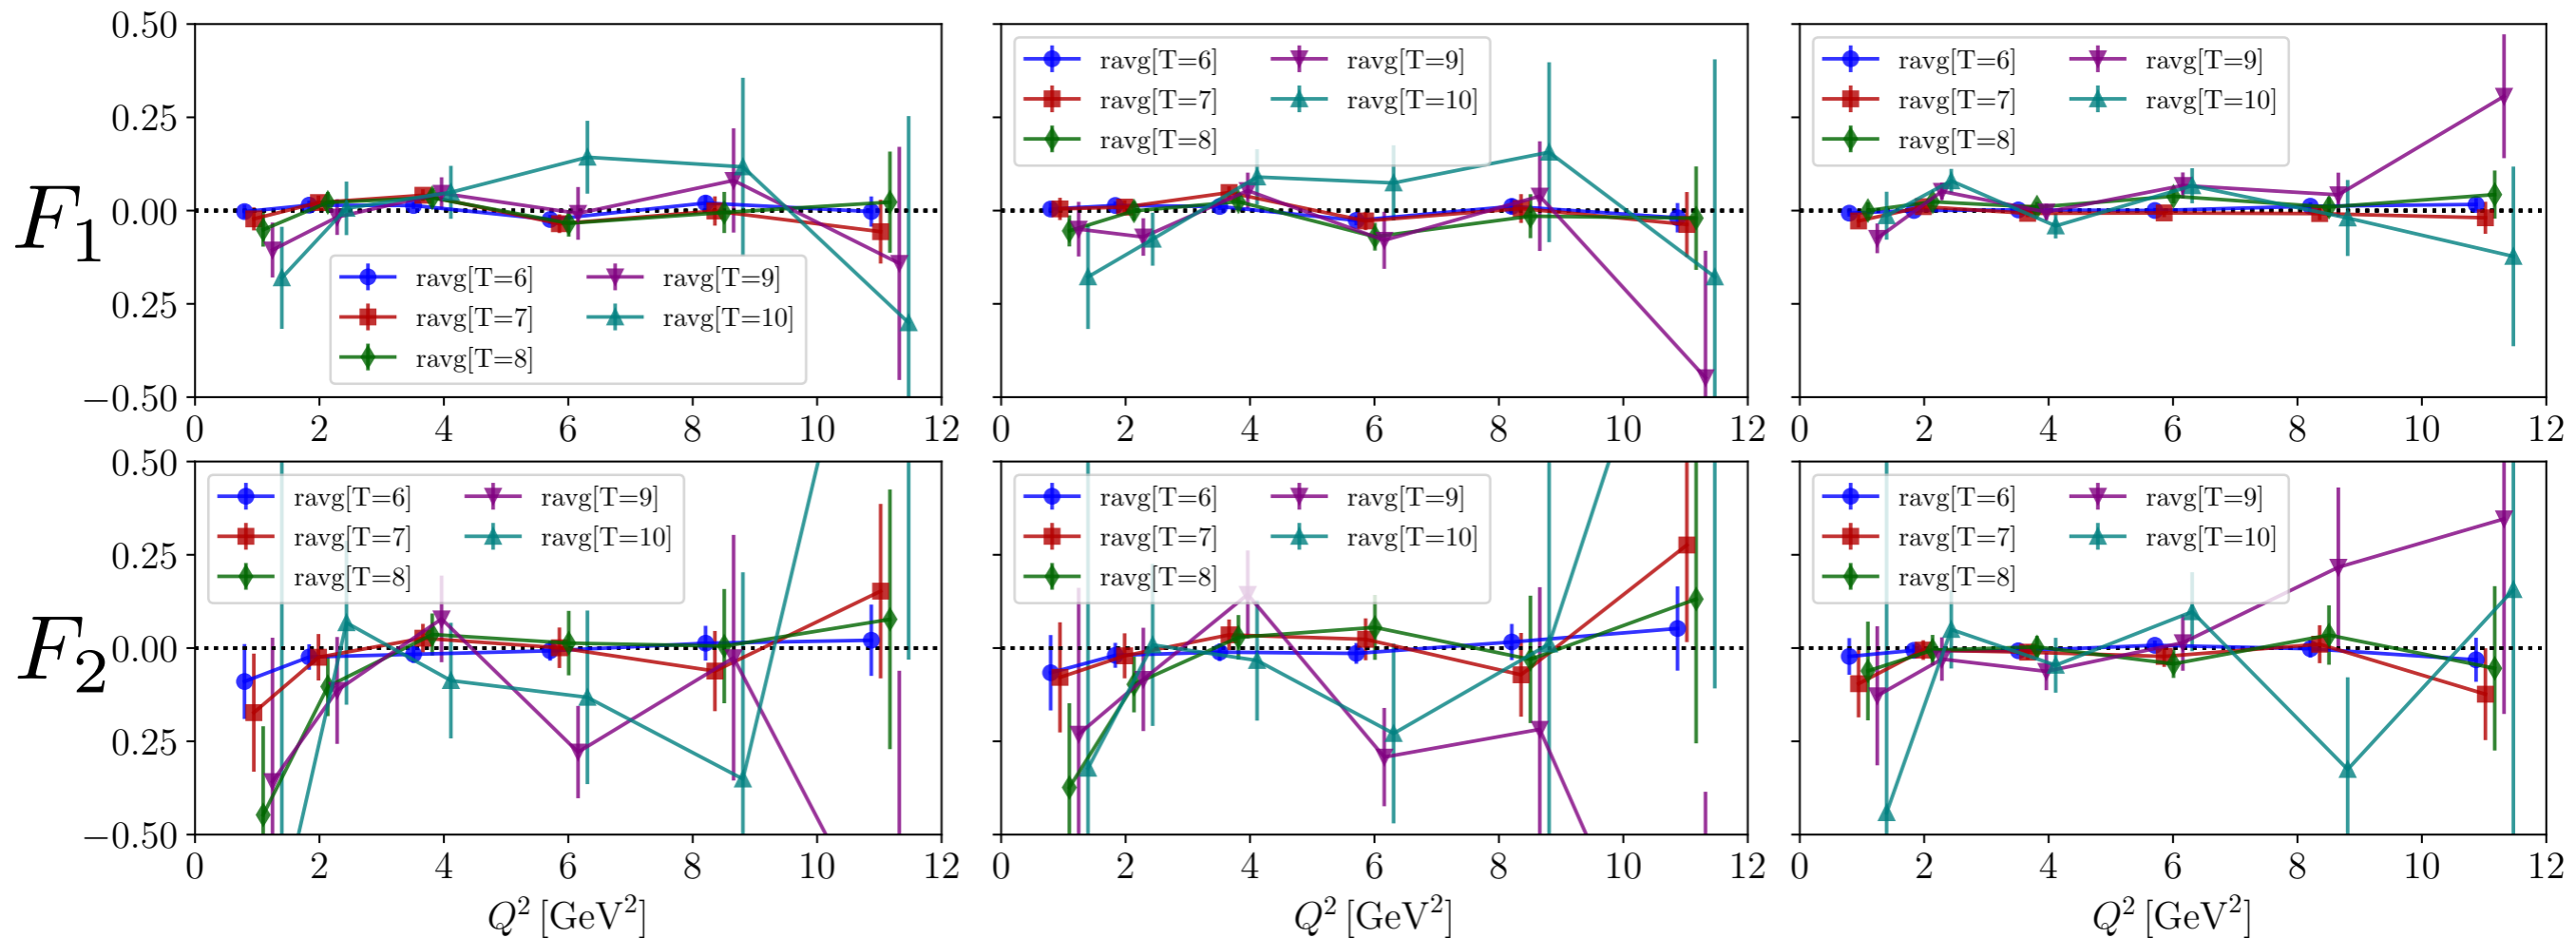 F₁
0.50
0.25
0.00
0.25
−0.50
ravg[T=6]
ravg[T=7]
ravg[T=8]
ravg[T=9]
ravg[T=10]
0 2 4 6 8 10 12
ravg[T=6]
ravg[T=7]
ravg[T=8]
ravg[T=9]
ravg[T=10]
0 2 4 6 8 10 12
ravg[T=6]
ravg[T=7]
ravg[T=8]
ravg[T=9]
ravg[T=10]
0 2 4 6 8 10 12
F₂
0.50
0.25
0.00
0.25
−0.50
ravg[T=6]
ravg[T=7]
ravg[T=8]
ravg[T=9]
ravg[T=10]
0 2 4 6 8 10 12
Q² [GeV²]
ravg[T=6]
ravg[T=7]
ravg[T=8]
ravg[T=9]
ravg[T=10]
0 2 4 6 8 10 12
Q² [GeV²]
ravg[T=6]
ravg[T=7]
ravg[T=8]
ravg[T=9]
ravg[T=10]
0 2 4 6 8 10 12
Q² [GeV²]